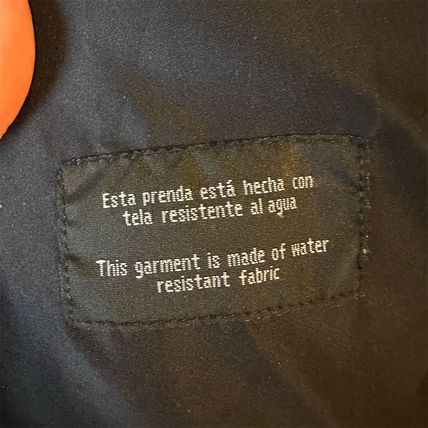 Esta prenda está hecha con
tela resistente al agua
This garment is made of water
resistant fabric